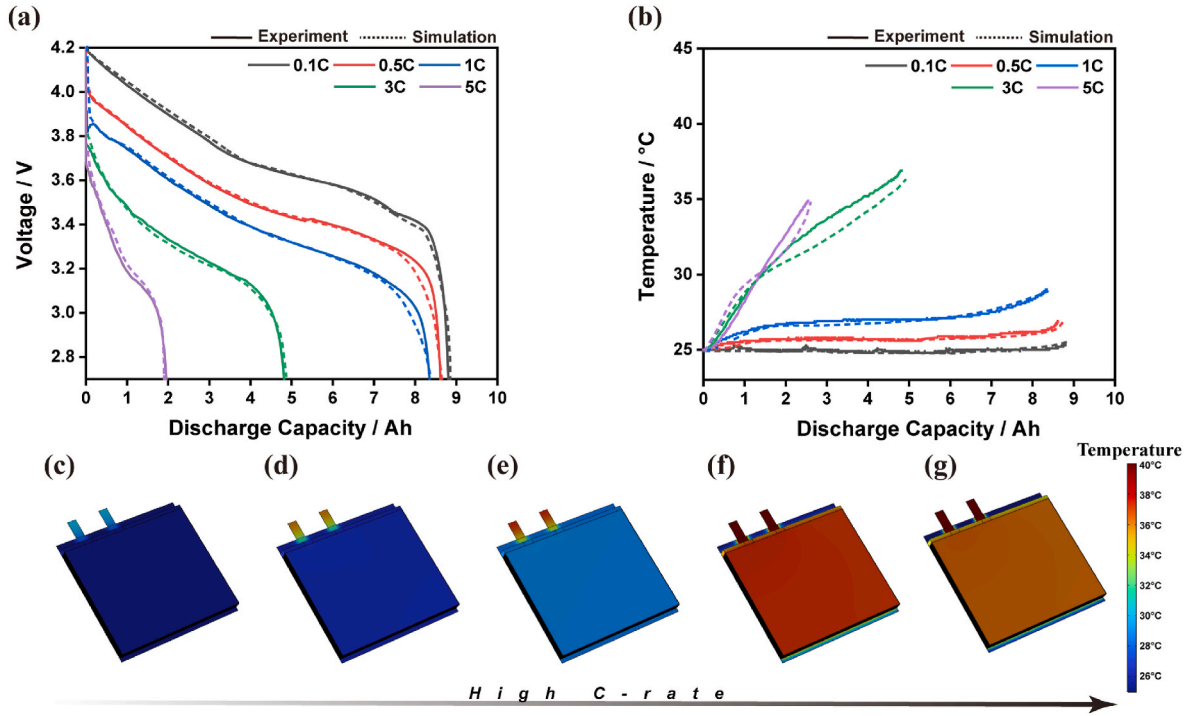 (a)
Experiment Simulation
0.1C 0.5C 1C
3C 5C
4.2
4.0
3.8
3.6
3.4
3.2
3.0
2.8
Voltage / V
0 1 2 3 4 5 6 7 8 9 10
Discharge Capacity / Ah
(b)
Experiment Simulation
0.1C 0.5C 1C
3C 5C
45
40
35
30
25
Temperature / °C
0 1 2 3 4 5 6 7 8 9 10
Discharge Capacity / Ah
(c) (d) (e) (f) (g)
Temperature
40°C
38°C
36°C
34°C
32°C
30°C
28°C
26°C
High C-rate